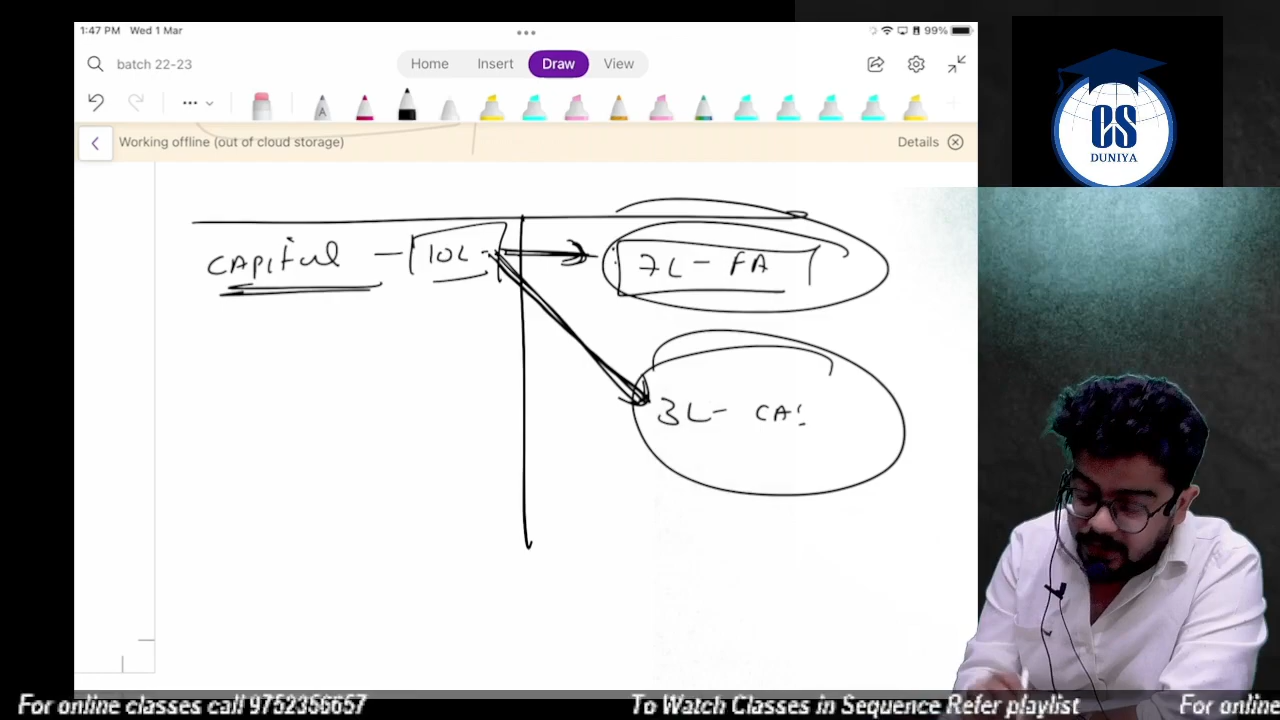 1:47 PM Wed 1 Mar
99%
batch 22-23
Home Insert Draw View
A
Working offline (out of cloud storage)
Details
CAPITAL - 10L
7L - FA
3L - CA
CS
DUNIYA
For online classes call 9752356657
To Watch Classes in Sequence Refer playlist
For online